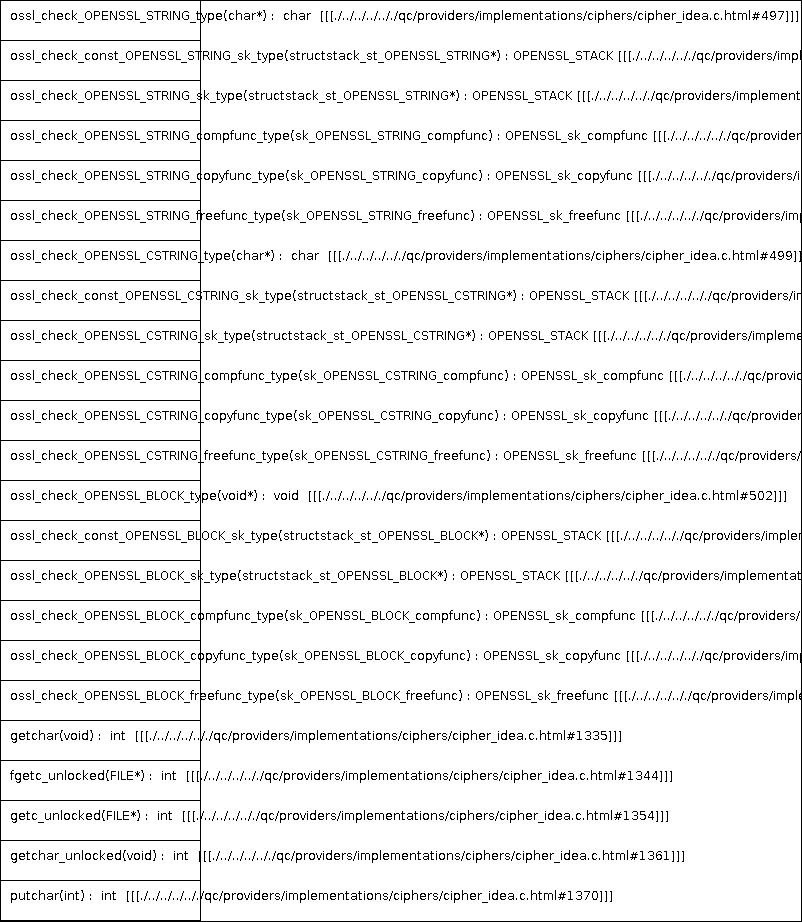 ossl_check_OPENSSL_STRING_type(char*) : char [[[./../../../../qc/providers/implementations/ciphers/cipher_idea.c.html#497]]]
ossl_check_const_OPENSSL_STRING_sk_type(structstack_st_OPENSSL_STRING*) : OPENSSL_STACK [[[./../../../../qc/providers/impl
ossl_check_OPENSSL_STRING_sk_type(structstack_st_OPENSSL_STRING*) : OPENSSL_STACK [[[./../../../../qc/providers/implement
ossl_check_OPENSSL_STRING_compfunc_type(sk_OPENSSL_STRING_compfunc) : OPENSSL_sk_compfunc [[[./../../../../qc/provider
ossl_check_OPENSSL_STRING_copyfunc_type(sk_OPENSSL_STRING_copyfunc) : OPENSSL_sk_copyfunc [[[./../../../../qc/providers/i
ossl_check_OPENSSL_STRING_freefunc_type(sk_OPENSSL_STRING_freefunc) : OPENSSL_sk_freefunc [[[./../../../../qc/providers/imp
ossl_check_OPENSSL_CSTRING_type(char*) : char [[[./../../../../qc/providers/implementations/ciphers/cipher_idea.c.html#499]]
ossl_check_const_OPENSSL_CSTRING_sk_type(structstack_st_OPENSSL_CSTRING*) : OPENSSL_STACK [[[./../../../../qc/providers/in
ossl_check_OPENSSL_CSTRING_sk_type(structstack_st_OPENSSL_CSTRING*) : OPENSSL_STACK [[[./../../../../qc/providers/impleme
ossl_check_OPENSSL_CSTRING_compfunc_type(sk_OPENSSL_CSTRING_compfunc) : OPENSSL_sk_compfunc [[[./../../../../qc/provid
ossl_check_OPENSSL_CSTRING_copyfunc_type(sk_OPENSSL_CSTRING_copyfunc) : OPENSSL_sk_copyfunc [[[./../../../../qc/provider
ossl_check_OPENSSL_CSTRING_freefunc_type(sk_OPENSSL_CSTRING_freefunc) : OPENSSL_sk_freefunc [[[./../../../../qc/providers/
ossl_check_OPENSSL_BLOCK_type(void*) : void [[[./../../../../qc/providers/implementations/ciphers/cipher_idea.c.html#502]]]
ossl_check_const_OPENSSL_BLOCK_sk_type(structstack_st_OPENSSL_BLOCK*) : OPENSSL_STACK [[[./../../../../qc/providers/impler
ossl_check_OPENSSL_BLOCK_sk_type(structstack_st_OPENSSL_BLOCK*) : OPENSSL_STACK [[[./../../../../qc/providers/implementat
ossl_check_OPENSSL_BLOCK_compfunc_type(sk_OPENSSL_BLOCK_compfunc) : OPENSSL_sk_compfunc [[[./../../../../qc/providers/
ossl_check_OPENSSL_BLOCK_copyfunc_type(sk_OPENSSL_BLOCK_copyfunc) : OPENSSL_sk_copyfunc [[[./../../../../qc/providers/imp
ossl_check_OPENSSL_BLOCK_freefunc_type(sk_OPENSSL_BLOCK_freefunc) : OPENSSL_sk_freefunc [[[./../../../../qc/providers/imple
getchar(void) : int [[[./../../../../qc/providers/implementations/ciphers/cipher_idea.c.html#1335]]]
fgetc_unlocked(FILE*) : int [[[./../../../../qc/providers/implementations/ciphers/cipher_idea.c.html#1344]]]
getc_unlocked(FILE*) : int [[[./../../../../qc/providers/implementations/ciphers/cipher_idea.c.html#1354]]]
getchar_unlocked(void) : int [[[./../../../../qc/providers/implementations/ciphers/cipher_idea.c.html#1361]]]
putchar(int) : int [[[./../../../../qc/providers/implementations/ciphers/cipher_idea.c.html#1370]]]